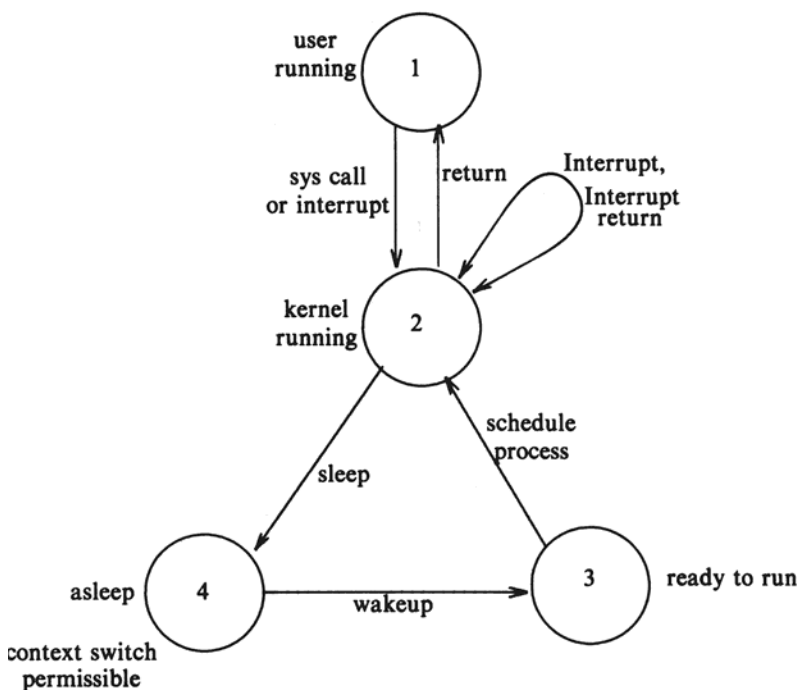 user
running
1
sys call
or interrupt
return
Interrupt,
Interrupt
return
kernel
running
2
schedule
process
sleep
asleep
4
wakeup
3
ready to run
context switch
permissible